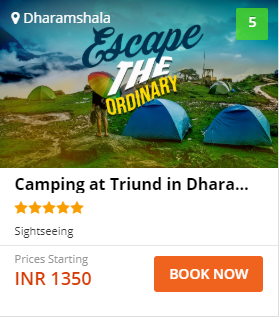 Dharamshala
5
Escape
THE
ORDINARY
Camping at Triund in Dhara...
Sightseeing
Prices Starting
INR 1350
BOOK NOW